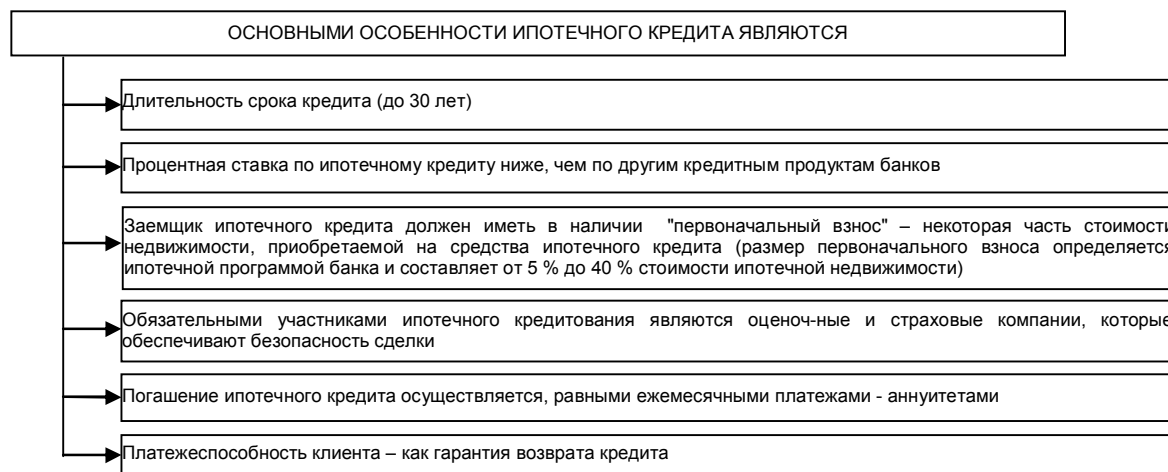 ОСНОВНЫМИ ОСОБЕННОСТИ ИПОТЕЧНОГО КРЕДИТА ЯВЛЯЮТСЯ
Длительность срока кредита (до 30 лет)
Процентная ставка по ипотечному кредиту ниже, чем по другим кредитным продуктам банков
Заемщик ипотечного кредита должен иметь в наличии "первоначальный взнос" – некоторая часть стоимости
недвижимости, приобретаемой на средства ипотечного кредита (размер первоначального взноса определяется
ипотечной программой банка и составляет от 5 % до 40 % стоимости ипотечной недвижимости)
Обязательными участниками ипотечного кредитования являются оценоч-ные и страховые компании, которые
обеспечивают безопасность сделки
Погашение ипотечного кредита осуществляется, равными ежемесячными платежами - аннуитетами
Платежеспособность клиента – как гарантия возврата кредита